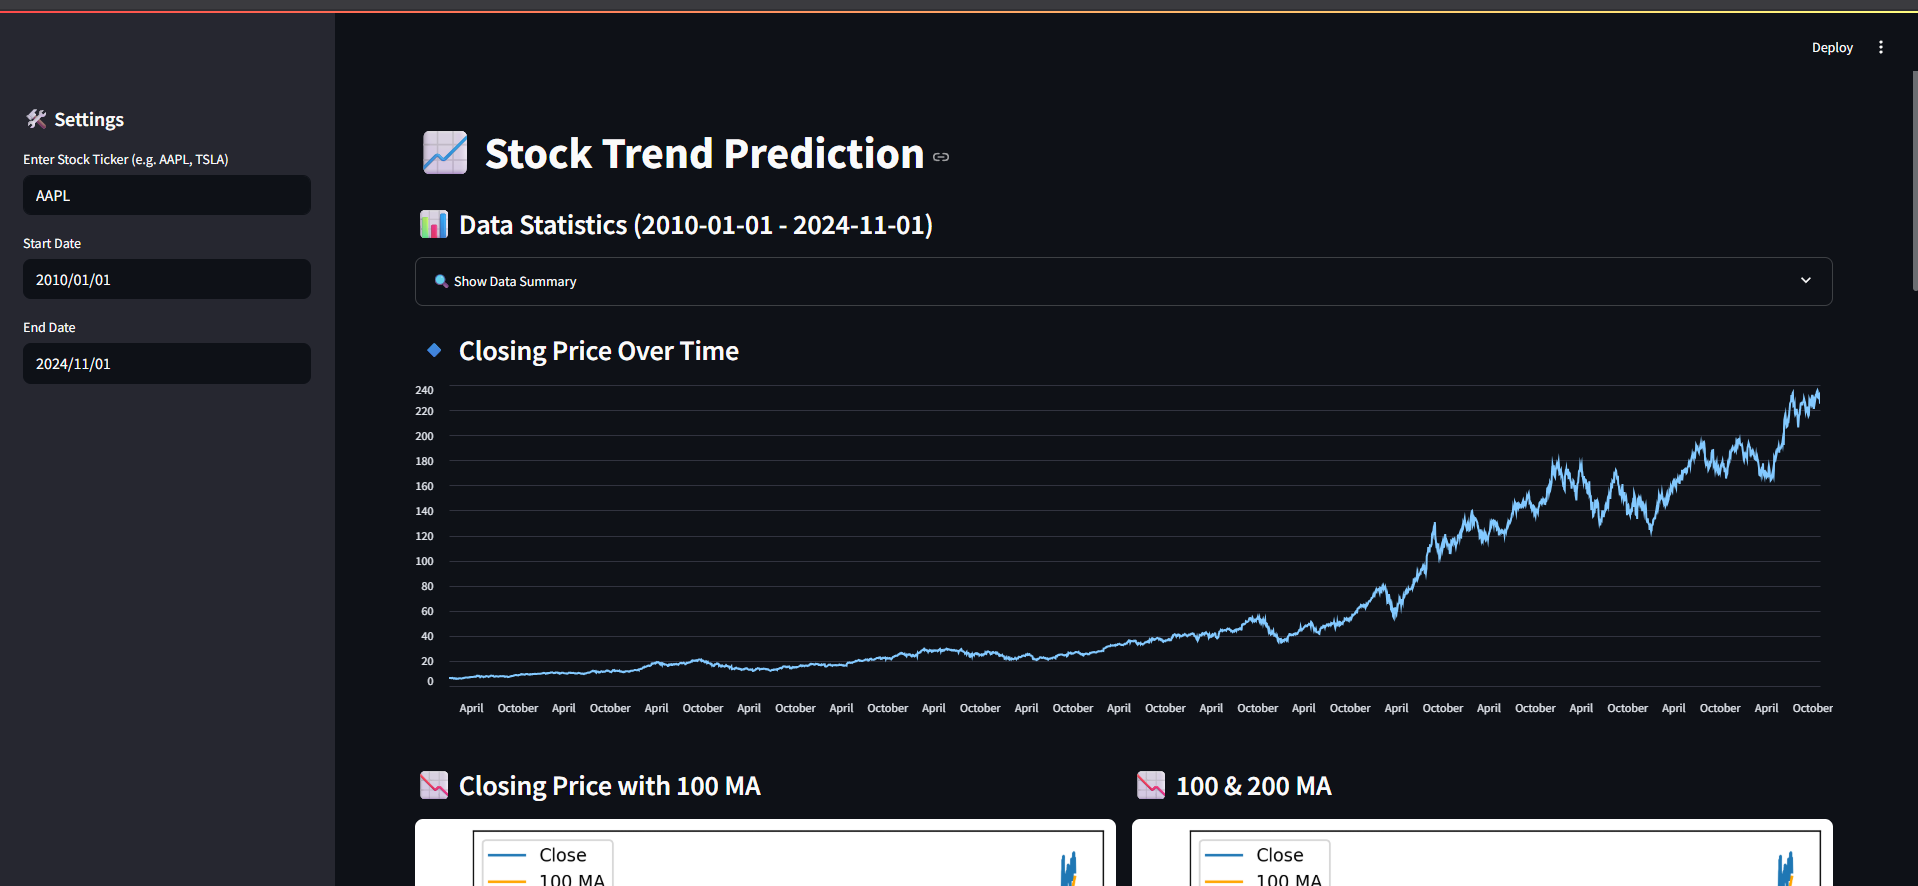 Deploy
Settings
Enter Stock Ticker (e.g. AAPL, TSLA)
AAPL
Start Date
2010/01/01
End Date
2024/11/01
Stock Trend Prediction
Data Statistics (2010-01-01 - 2024-11-01)
Show Data Summary
Closing Price Over Time
240
220
200
180
160
140
120
100
80
60
40
20
0
April October April October April October April October April October April October April October April October April October April October April October April October April October April October April October
Closing Price with 100 MA
100 & 200 MA
Close
100 MA
Close
100 MA